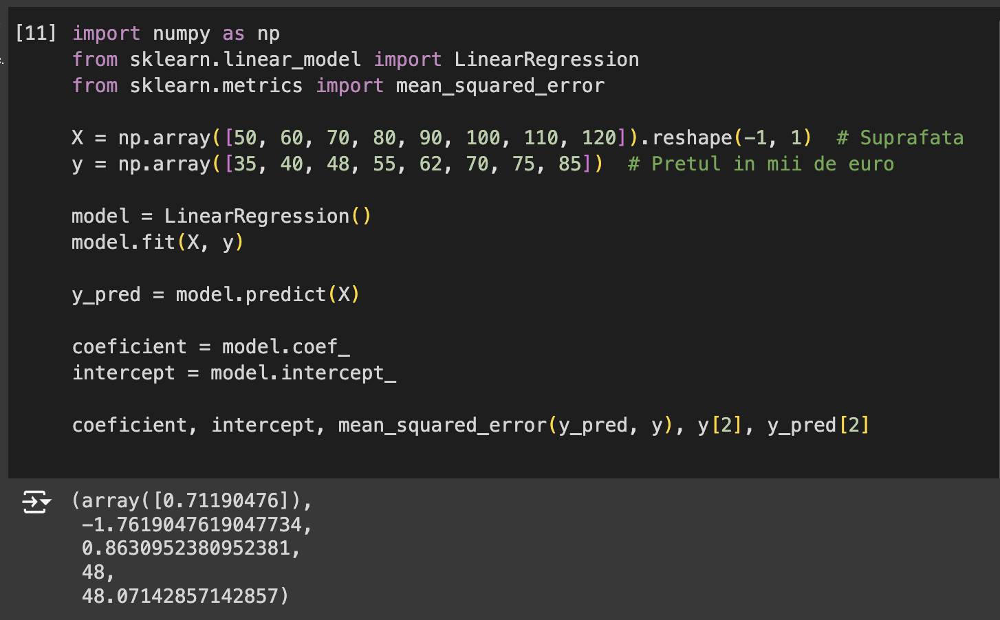 [11] import numpy as np
from sklearn.linear_model import LinearRegression
from sklearn.metrics import mean_squared_error
X = np.array([50, 60, 70, 80, 90, 100, 110, 120]).reshape(-1, 1)  # Suprafata
y = np.array([35, 40, 48, 55, 62, 70, 75, 85])  # Pretul in mii de euro
model = LinearRegression()
model.fit(X, y)
y_pred = model.predict(X)
coeficient = model.coef_
intercept = model.intercept_
coeficient, intercept, mean_squared_error(y_pred, y), y[2], y_pred[2]
(array([0.71190476]),
-1.7619047619047734,
0.8630952380952381,
48,
48.07142857142857)